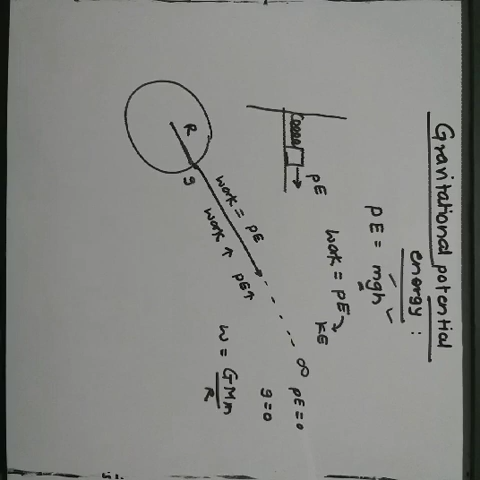 Gravitational potential
energy :
PE = mgh
work = PE
KE
PE
R
g
work = PE
work ↑ PE↑
∞ PE=0
g=0
W = GMm
R